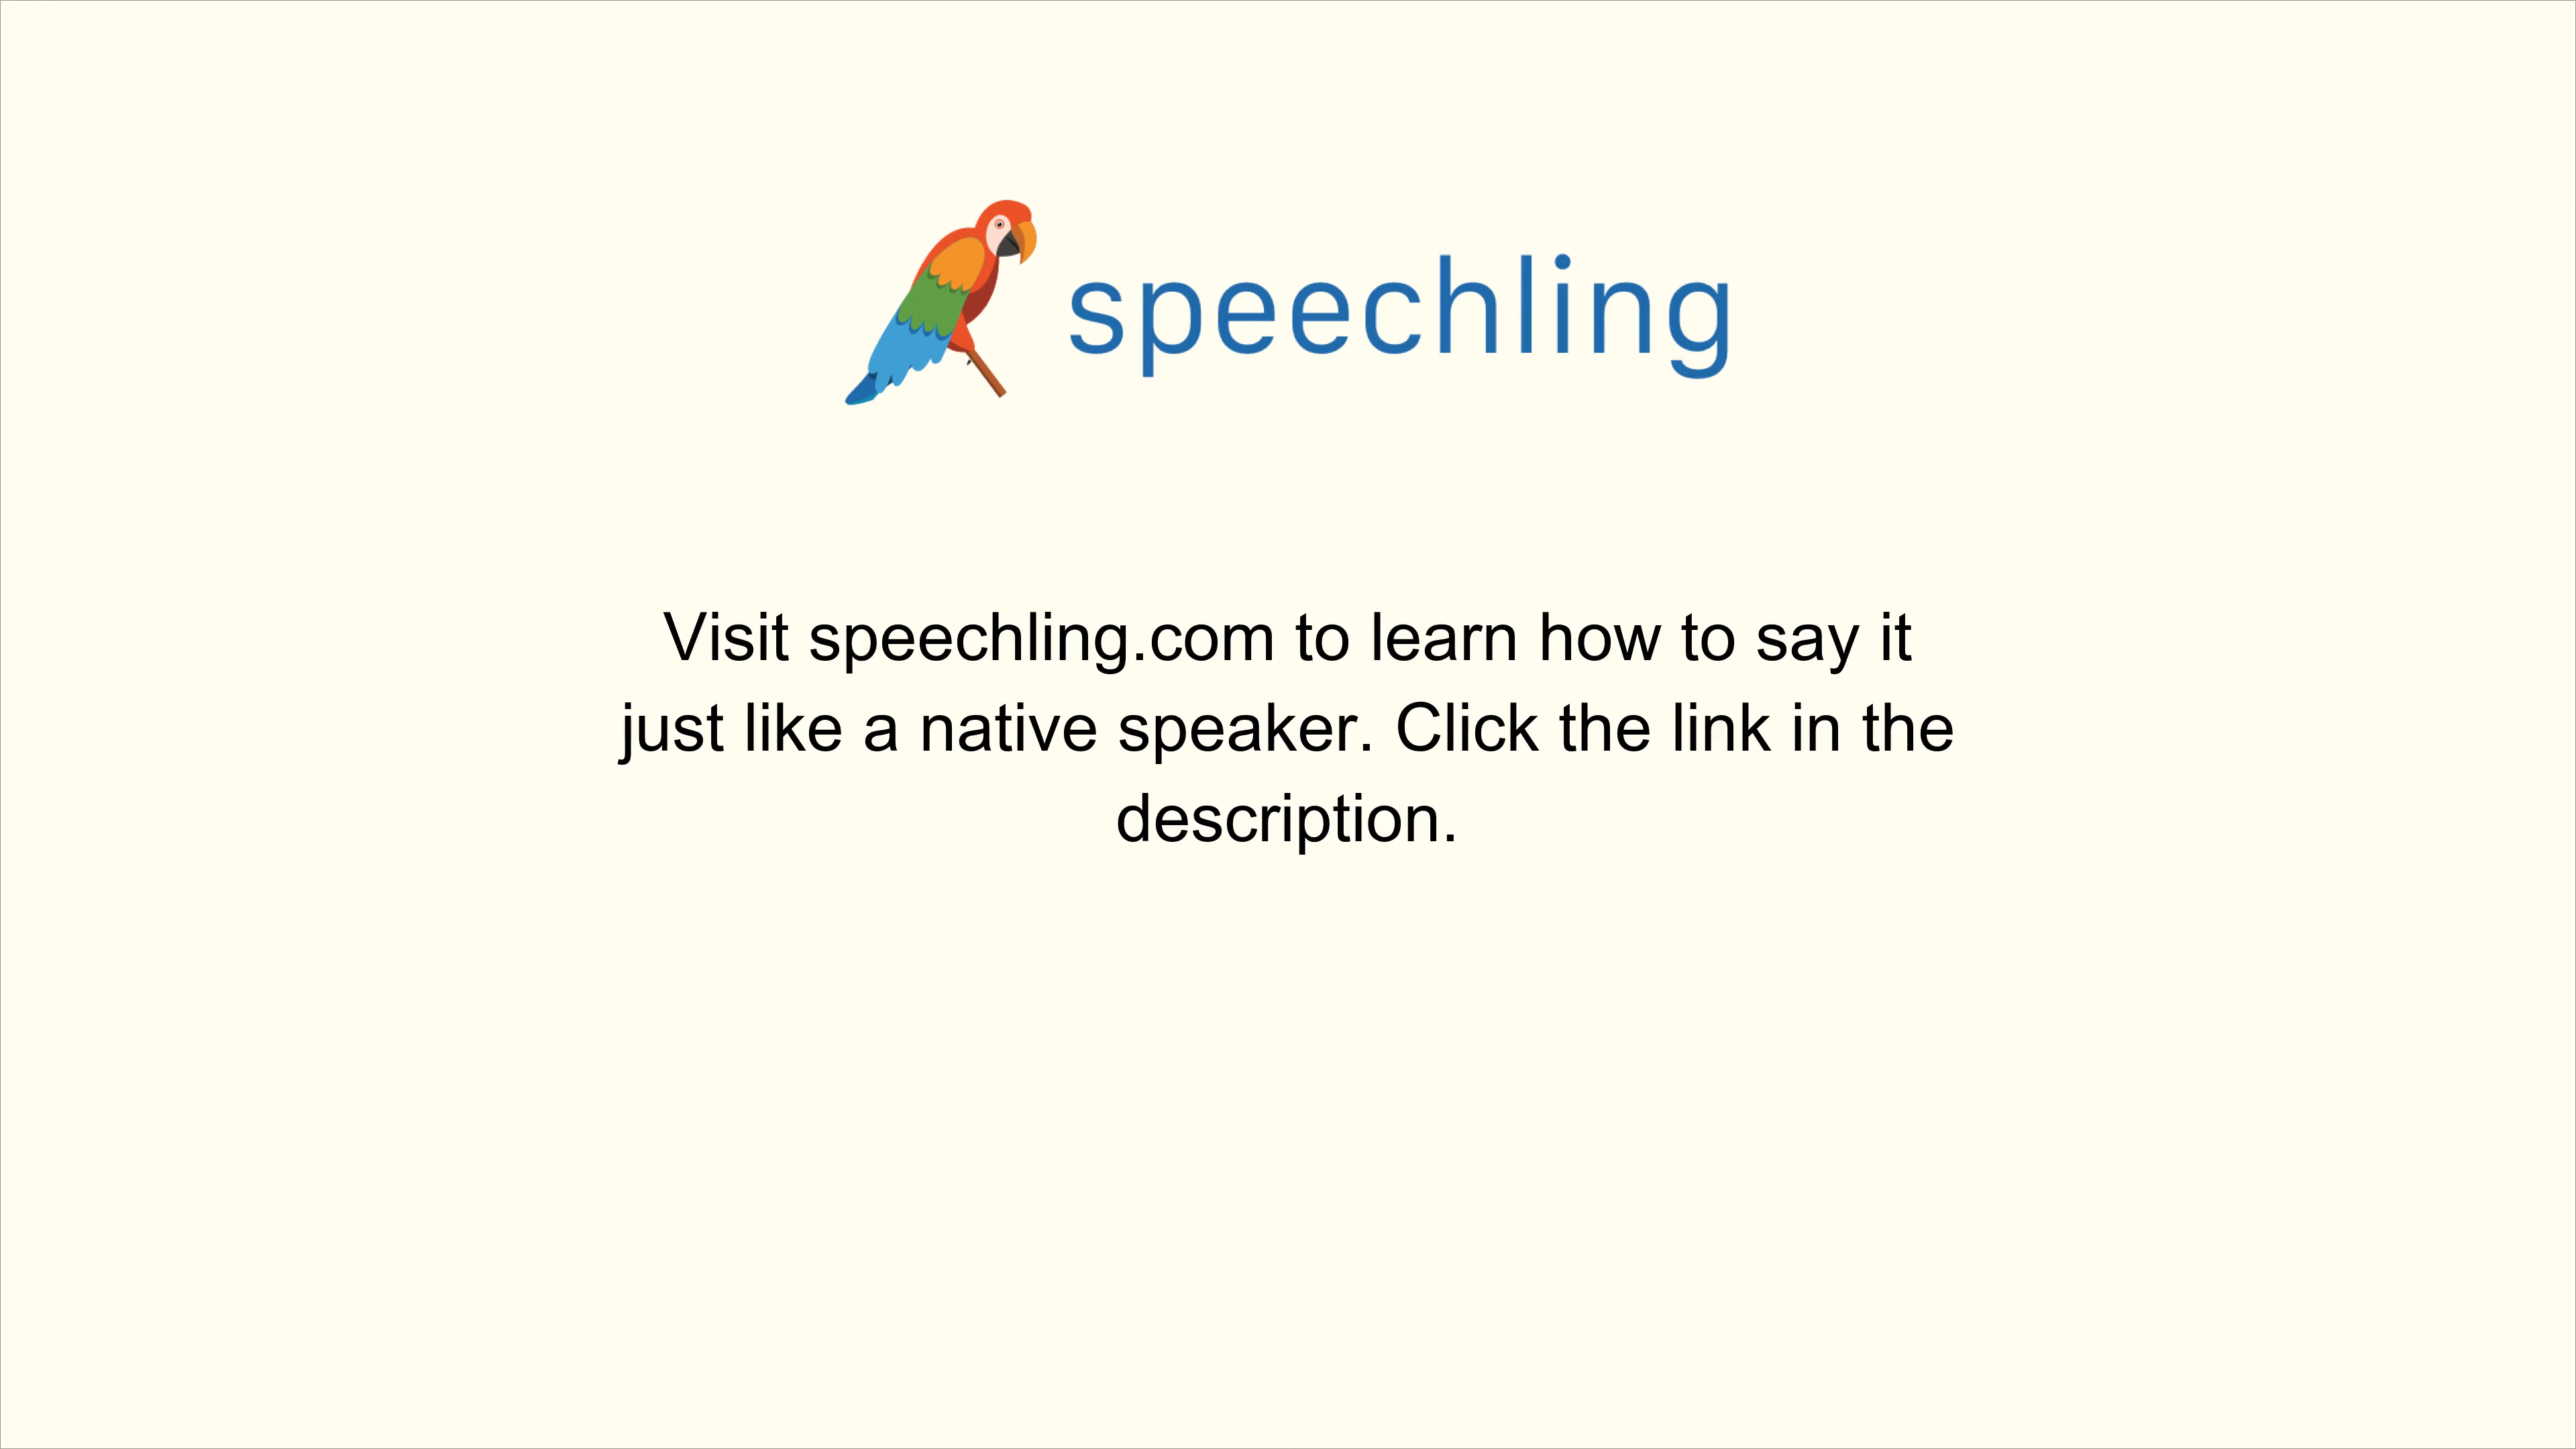 speechling
Visit speechling.com to learn how to say it
just like a native speaker. Click the link in the
description.